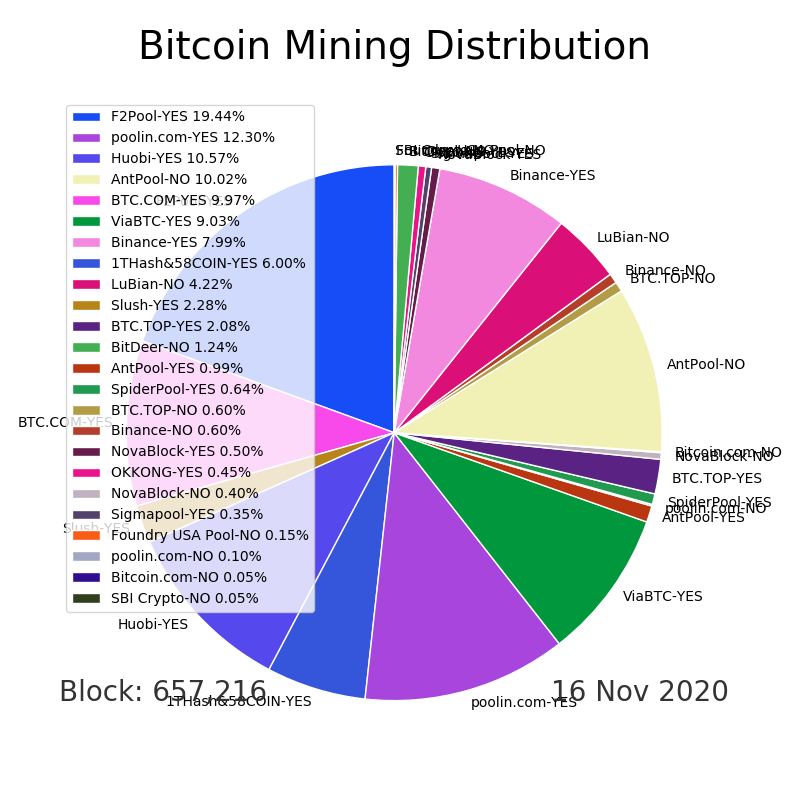 Bitcoin Mining Distribution
F2Pool-YES 19.44%
poolin.com-YES 12.30%
Huobi-YES 10.57%
AntPool-NO 10.02%
BTC.COM-YES 9.97%
ViaBTC-YES 9.03%
Binance-YES 7.99%
1THash&58COIN-YES 6.00%
LuBian-NO 4.22%
Slush-YES 2.28%
BTC.TOP-YES 2.08%
BitDeer-NO 1.24%
AntPool-YES 0.99%
SpiderPool-YES 0.64%
BTC.TOP-NO 0.60%
Binance-NO 0.60%
NovaBlock-YES 0.50%
OKKONG-YES 0.45%
NovaBlock-NO 0.40%
Sigmapool-YES 0.35%
Foundry USA Pool-NO 0.15%
poolin.com-NO 0.10%
Bitcoin.com-NO 0.05%
SBI Crypto-NO 0.05%
Binance-YES
LuBian-NO
Binance-NO
BTC.TOP-NO
AntPool-NO
Bitcoin.com-NO
NovaBlock-NO
BTC.TOP-YES
SpiderPool-YES
poolin.com-NO
AntPool-YES
ViaBTC-YES
poolin.com-YES
1THash&58COIN-YES
Huobi-YES
Slush-YES
BTC.COM-YES
Block: 657,216
16 Nov 2020